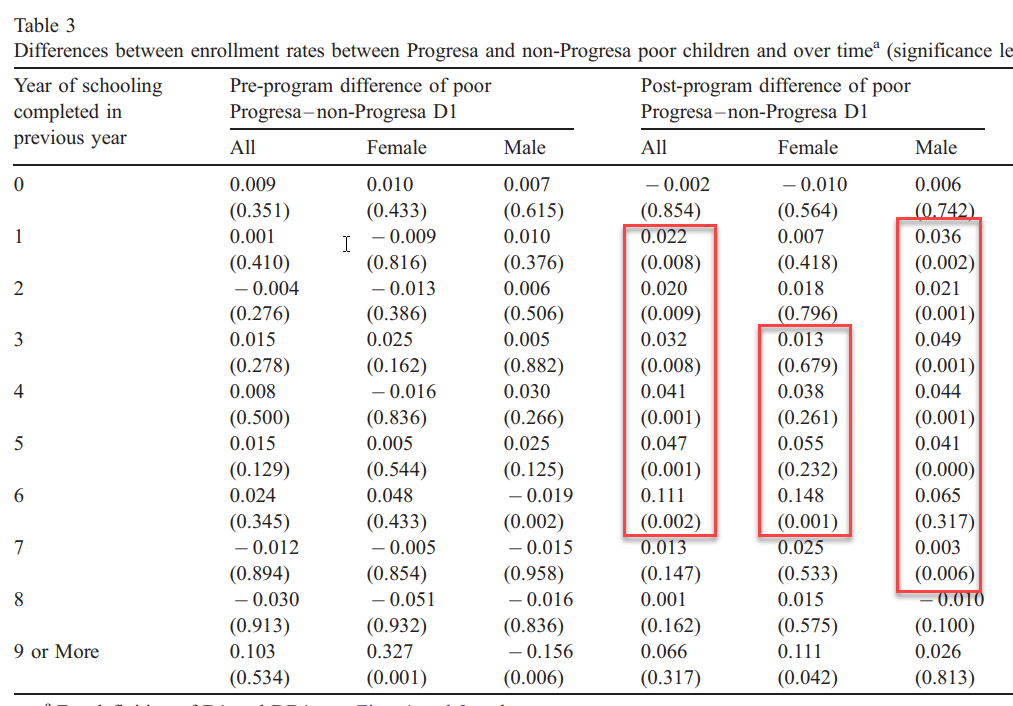 Table 3
Differences between enrollment rates between Progresa and non-Progresa poor children and over timeᵃ (significance le
Year of schooling completed in previous year Pre-program difference of poor Progresa–non-Progresa D1 Post-program difference of poor Progresa–non-Progresa D1
All Female Male All Female Male
0 0.009 0.010 0.007 −0.002 −0.010 0.006
(0.351) (0.433) (0.615) (0.854) (0.564) (0.742)
1 0.001 −0.009 0.010 0.022 0.007 0.036
(0.410) (0.816) (0.376) (0.008) (0.418) (0.002)
2 −0.004 −0.013 0.006 0.020 0.018 0.021
(0.276) (0.386) (0.506) (0.009) (0.796) (0.001)
3 0.015 0.025 0.005 0.032 0.013 0.049
(0.278) (0.162) (0.882) (0.008) (0.679) (0.001)
4 0.008 −0.016 0.030 0.041 0.038 0.044
(0.500) (0.836) (0.266) (0.001) (0.261) (0.001)
5 0.015 0.005 0.025 0.047 0.055 0.041
(0.129) (0.544) (0.125) (0.001) (0.232) (0.000)
6 0.024 0.048 −0.019 0.111 0.148 0.065
(0.345) (0.433) (0.002) (0.002) (0.001) (0.317)
7 −0.012 −0.005 −0.015 0.013 0.025 0.003
(0.894) (0.854) (0.958) (0.147) (0.533) (0.006)
8 −0.030 −0.051 −0.016 0.001 0.015 −0.010
(0.913) (0.932) (0.836) (0.162) (0.575) (0.100)
9 or More 0.103 0.327 −0.156 0.066 0.111 0.026
(0.534) (0.001) (0.006) (0.317) (0.042) (0.813)